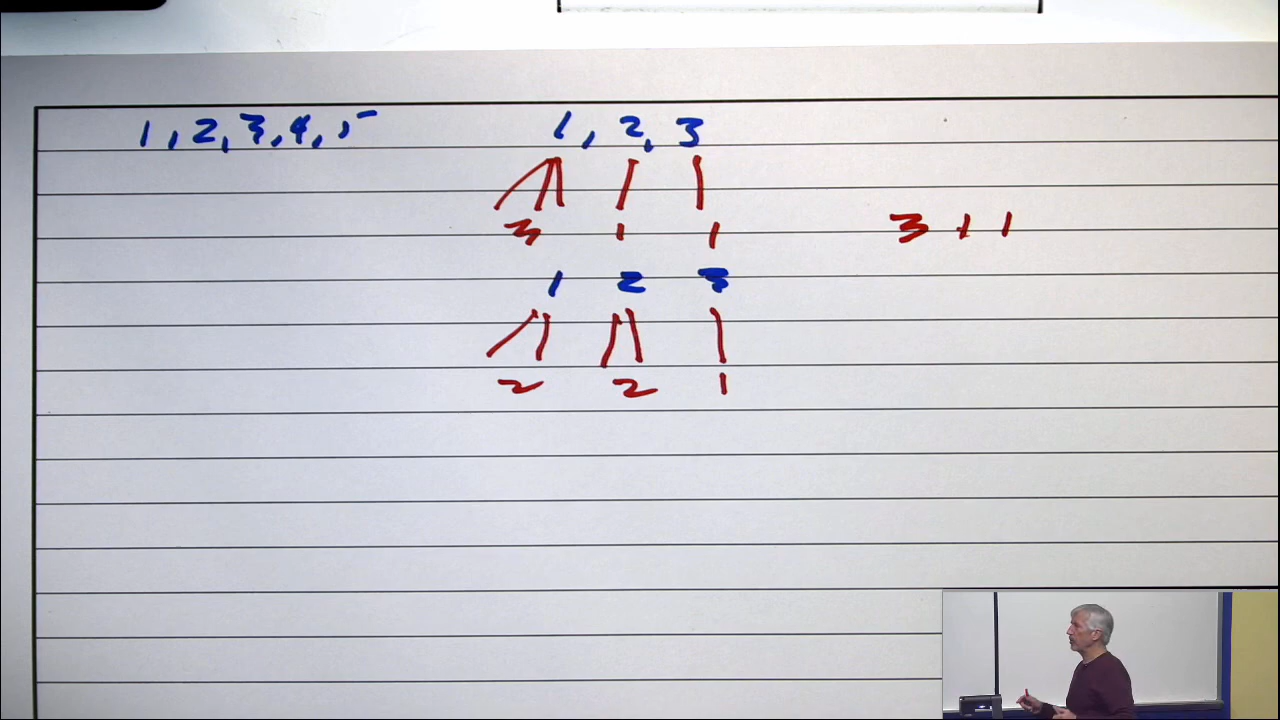 1, 2, 3, 4, 5
1, 2, 3
3 1 1
3 1 1
1 2 3
2 2 1